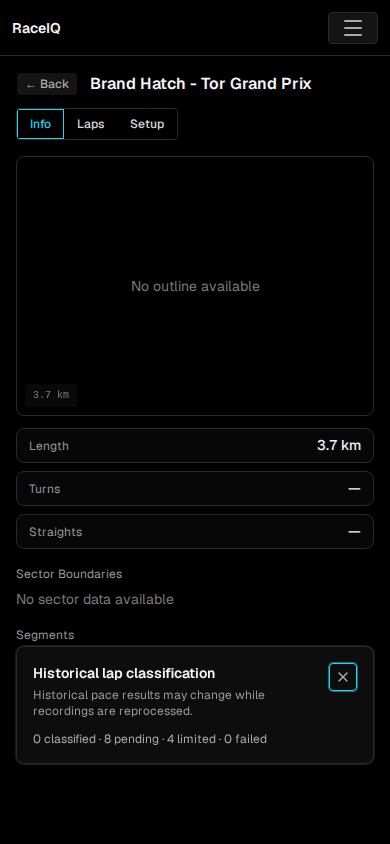 RaceIQ
← Back
Brand Hatch - Tor Grand Prix
Info
Laps
Setup
No outline available
3.7 km
Length
3.7 km
Turns
—
Straights
—
Sector Boundaries
No sector data available
Segments
Historical lap classification
Historical pace results may change while
recordings are reprocessed.
0 classified · 8 pending · 4 limited · 0 failed